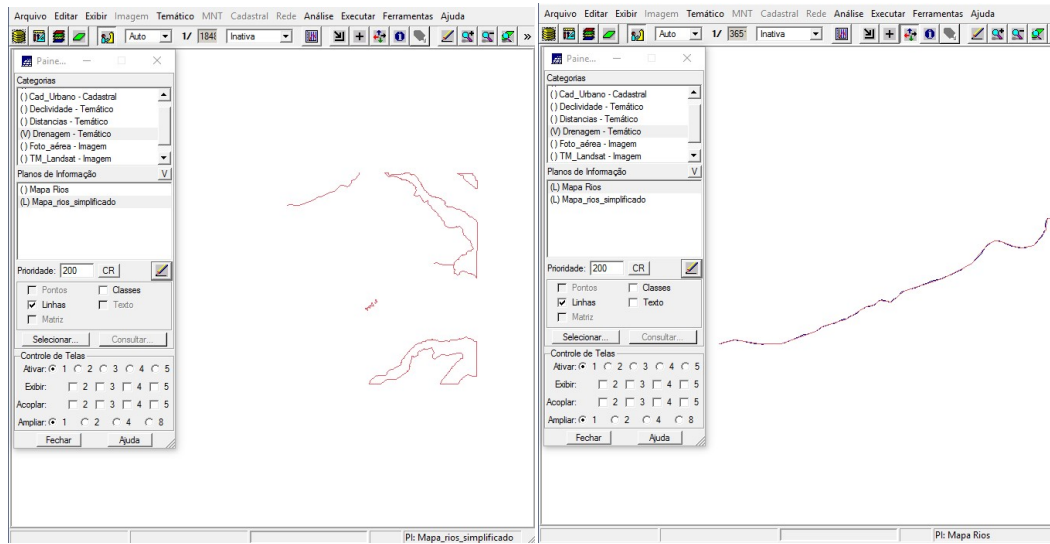 Arquivo Editar Exibir Imagem Temático MNT Cadastral Rede Análise Executar Ferramentas Ajuda
Auto 1/ 1848 Inativa »
Paine...
Categorias
( ) Cad_Urbano - Cadastral
( ) Declividade - Temático
( ) Distancias - Temático
(V) Drenagem - Temático
( ) Foto_aérea - Imagem
( ) TM_Landsat - Imagem
Planos de Informação V
( ) Mapa Rios
(L) Mapa_rios_simplificado
Prioridade: 200 CR
Pontos Classes
Linhas Texto
Matriz
Selecionar... Consultar...
Controle de Telas
Ativar: 1 2 3 4 5
Exibir: 2 3 4 5
Acoplar: 2 3 4 5
Ampliar: 1 2 4 8
Fechar Ajuda
PI: Mapa_rios_simplificado
Arquivo Editar Exibir Imagem Temático MNT Cadastral Rede Análise Executar Ferramentas Ajuda
Auto 1/ 365 Inativa
Paine...
Categorias
( ) Cad_Urbano - Cadastral
( ) Declividade - Temático
( ) Distancias - Temático
(V) Drenagem - Temático
( ) Foto_aérea - Imagem
( ) TM_Landsat - Imagem
Planos de Informação V
(L) Mapa Rios
(L) Mapa_rios_simplificado
Prioridade: 200 CR
Pontos Classes
Linhas Texto
Matriz
Selecionar... Consultar...
Controle de Telas
Ativar: 1 2 3 4 5
Exibir: 2 3 4 5
Acoplar: 2 3 4 5
Ampliar: 1 2 4 8
Fechar Ajuda
PI: Mapa Rios